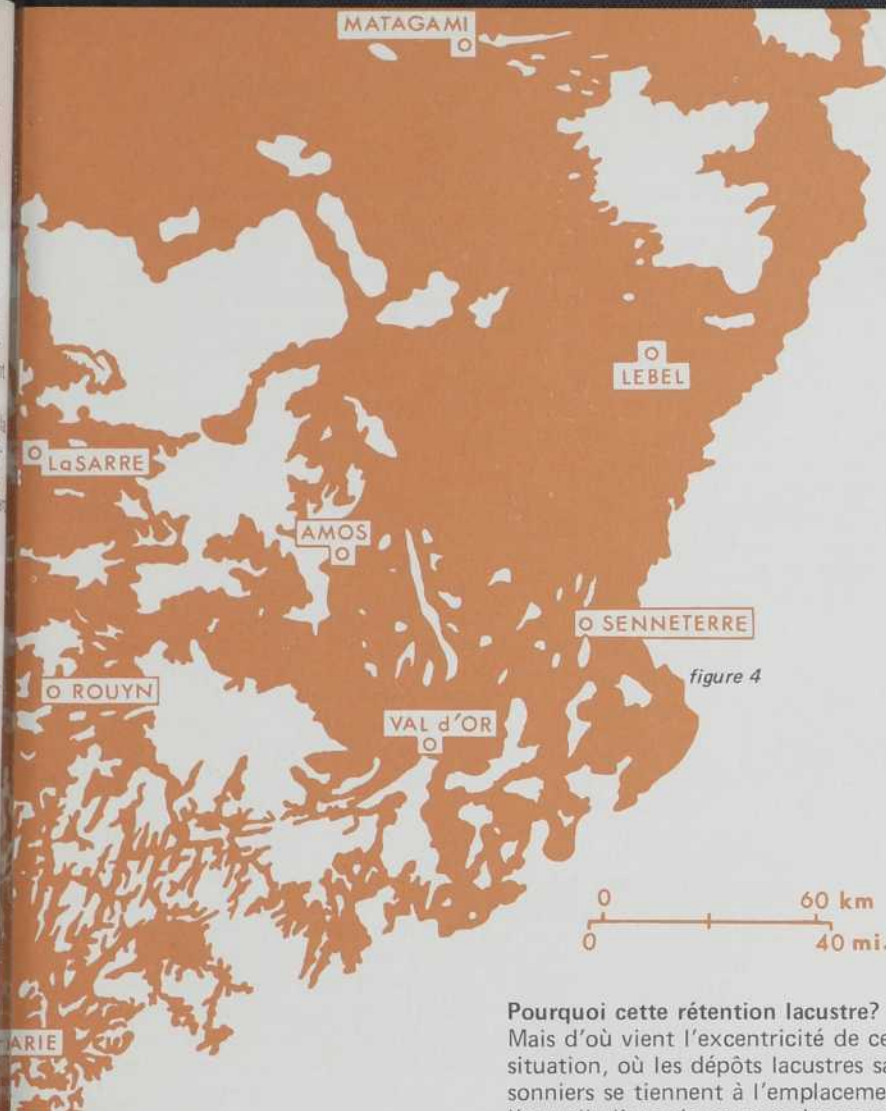 MATAGAMI
LEBEL
LaSARRE
AMOS
SENNETERRE
figure 4
ROUYN
VAL d'OR
0 60 km
0 40 mi.
ARIE
Pourquoi cette rétention lacustre?
Mais d'où vient l'excentricité de ce
situation, où les dépôts lacustres sa
sonniers se tiennent à l'emplaceme